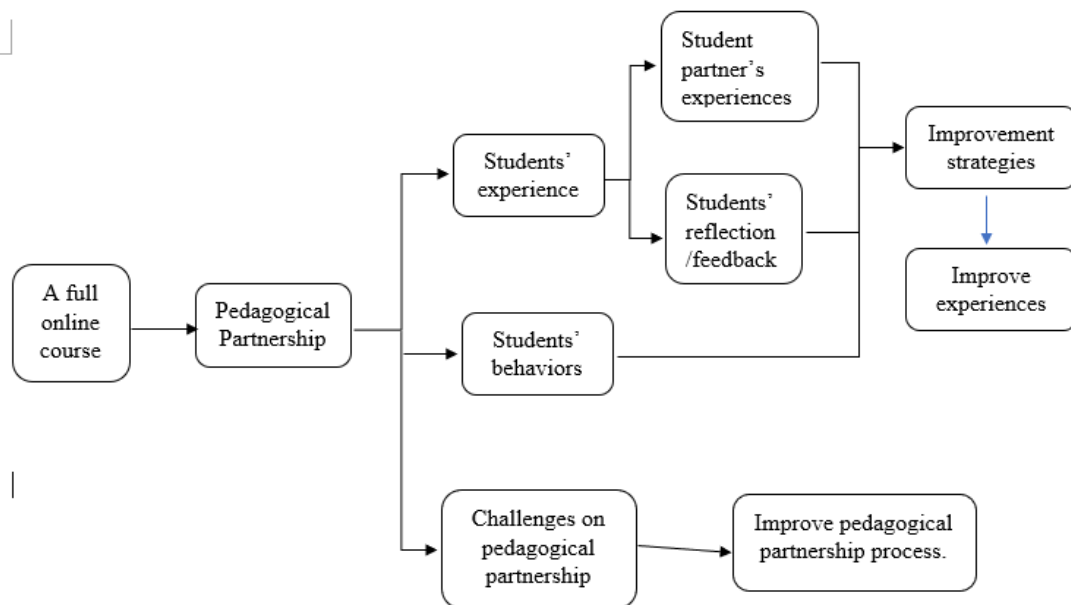 A full
online
course
Pedagogical
Partnership
Students’
experience
Student
partner’s
experiences
Students’
reflection
/feedback
Students’
behaviors
Improvement
strategies
Improve
experiences
Challenges on
pedagogical
partnership
Improve pedagogical
partnership process.